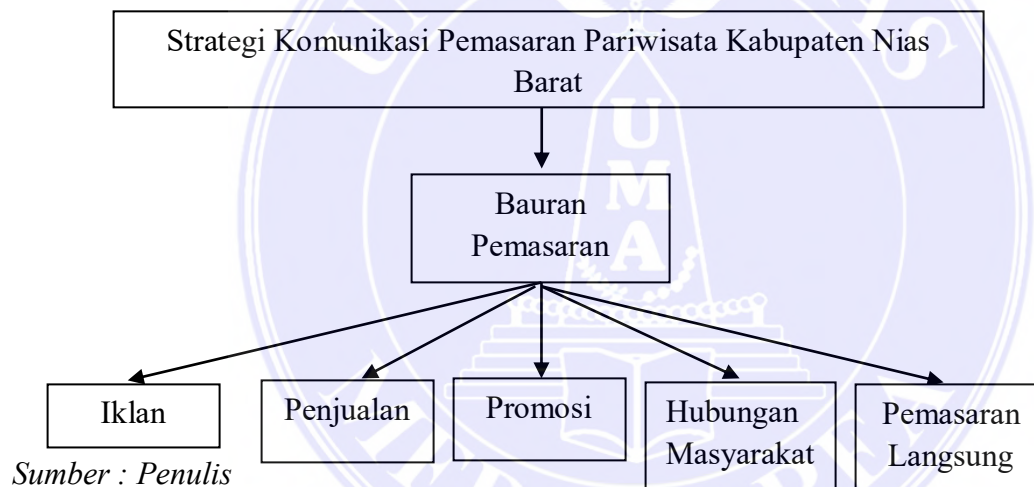 Strategi Komunikasi Pemasaran Pariwisata Kabupaten Nias
Barat
U
M
A
Bauran
Pemasaran
Iklan
Penjualan
Promosi
Hubungan
Masyarakat
Pemasaran
Langsung
Sumber : Penulis